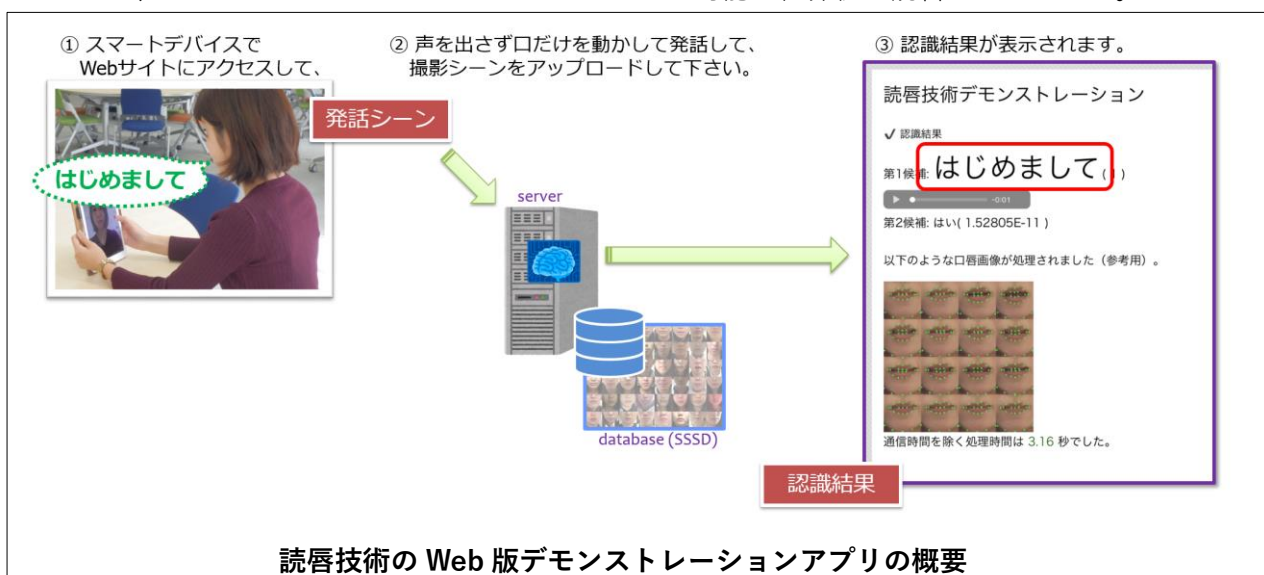 ① スマートデバイスで
Webサイトにアクセスして、
② 声を出さず口だけを動かして発話して、
撮影シーンをアップロードして下さい。
③ 認識結果が表示されます。
発話シーン
はじめまして
server
database (SSSD)
読唇技術デモンストレーション
✓ 認識結果
第1候補: はじめまして
-0:01
第2候補: はい( 1.52805E-11 )
以下のような口唇画像が処理されました（参考用）。
通信時間を除く処理時間は 3.16 秒でした。
認識結果
読唇技術の Web 版デモンストレーションアプリの概要